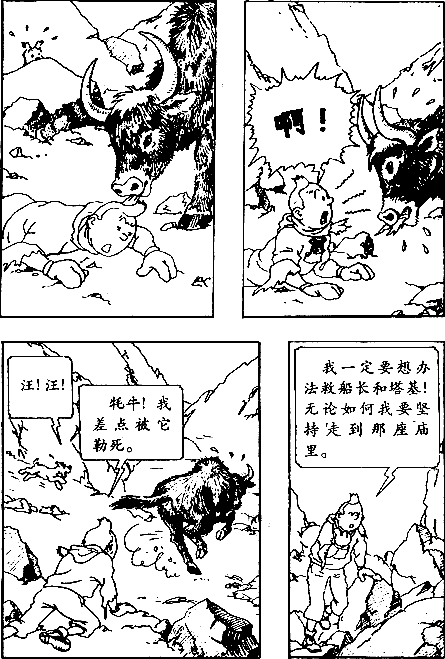 啊！
汪！汪！
牦牛！我
差点被它
勒死。
我一定要想办
法救船长和塔基！
无论如何我要坚
持走到那座庙
里。